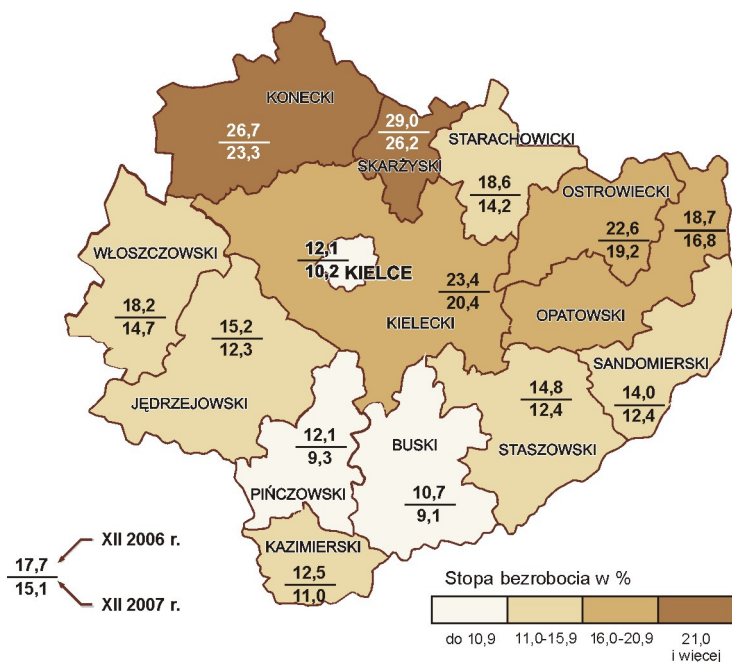 KONECKI
26,7
23,3
29,0
26,2
SKARŻYSKI
STARACHOWICKI
18,6
14,2
OSTROWIECKI
22,6
19,2
18,7
16,8
WŁOSZCZOWSKI
18,2
14,7
12,1
10,2 KIELCE
23,4
20,4
KIELECKI
OPATOWSKI
15,2
12,3
JĘDRZEJOWSKI
SANDOMIERSKI
14,0
12,4
14,8
12,4
STASZOWSKI
12,1
9,3
PIŃCZOWSKI
BUSKI
10,7
9,1
KAZIMIERSKI
12,5
11,0
17,7
15,1
XII 2006 r.
XII 2007 r.
Stopa bezrobocia w %
do 10,9 11,0-15,9 16,0-20,9 21,0
i więcej